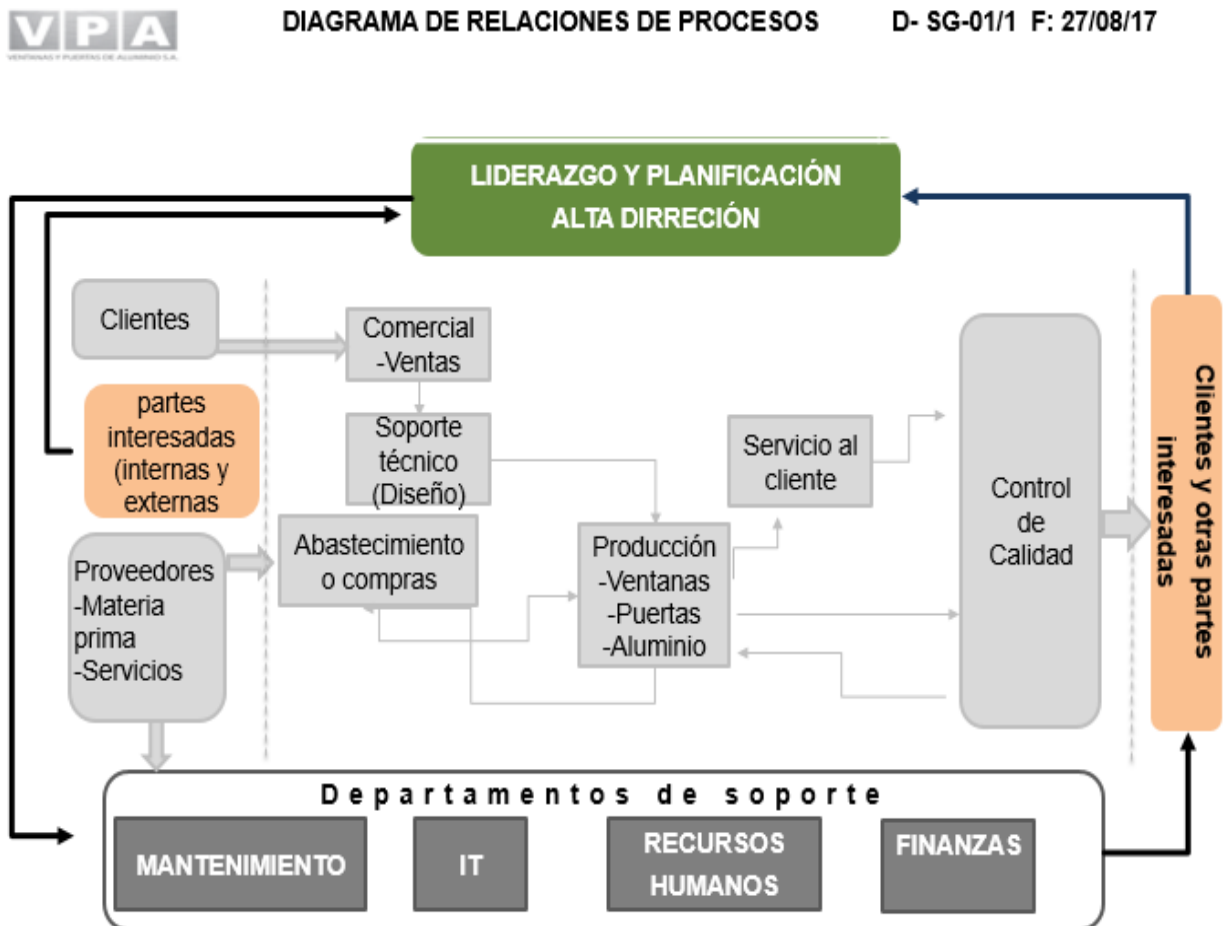 VPA
VENTANAS Y PUERTAS DE ALUMINIO S.A.
DIAGRAMA DE RELACIONES DE PROCESOS
D- SG-01/1 F: 27/08/17
LIDERAZGO Y PLANIFICACIÓN
ALTA DIRRECIÓN
Clientes
partes
interesadas
(internas y
externas
Proveedores
-Materia
prima
-Servicios
Comercial
-Ventas
Soporte
técnico
(Diseño)
Abastecimiento
o compras
Producción
-Ventanas
-Puertas
-Aluminio
Servicio al
cliente
Control
de
Calidad
Clientes y otras partes
interesadas
Departamentos de soporte
MANTENIMIENTO
IT
RECURSOS
HUMANOS
FINANZAS